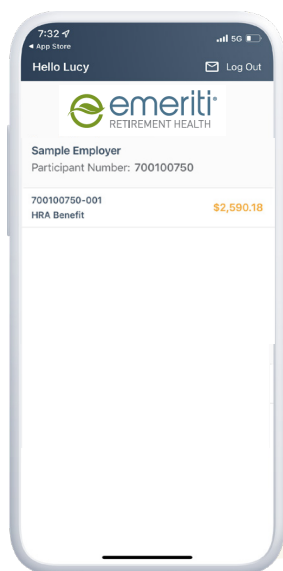 7:32
App Store
5G
Hello Lucy
Log Out
emeriti®
RETIREMENT HEALTH
Sample Employer
Participant Number: 700100750
700100750-001
HRA Benefit
$2,590.18